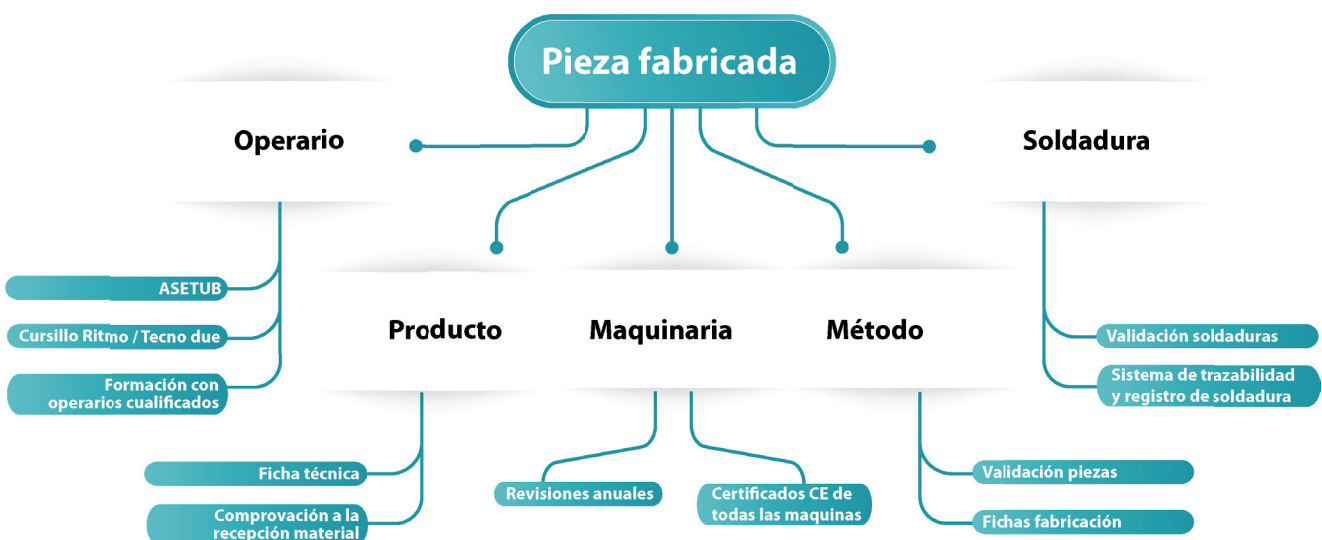 Pieza fabricada
Operario
Soldadura
ASETUB
Cursillo Ritmo / Tecno due
Formación con
operarios cualificados
Producto
Maquinaria
Método
Validación soldaduras
Sistema de trazabilidad
y registro de soldadura
Ficha técnica
Comprovación a la
recepción material
Revisiones anuales
Certificados CE de
todas las maquinas
Validación piezas
Fichas fabricación